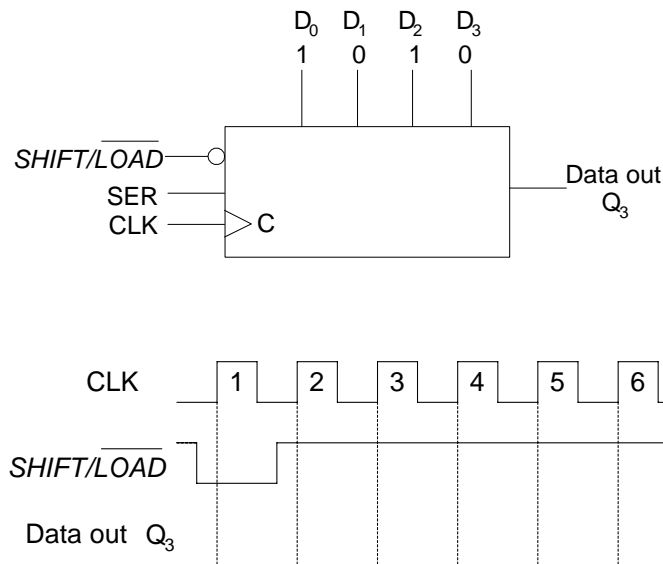 D₀ D₁ D₂ D₃
1 0 1 0
SHIFT/LOAD
SER
CLK
C
Data out
Q₃
CLK 1 2 3 4 5 6
SHIFT/LOAD
Data out Q₃